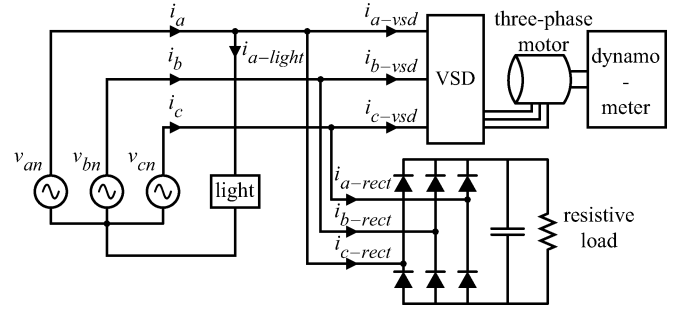 i_a
i_a−light
i_a−vsd
i_b
i_b−vsd
i_c
i_c−vsd
VSD
three-phase
motor
dynamo
-
meter
v_an
v_bn
v_cn
light
i_a−rect
i_b−rect
i_c−rect
resistive
load